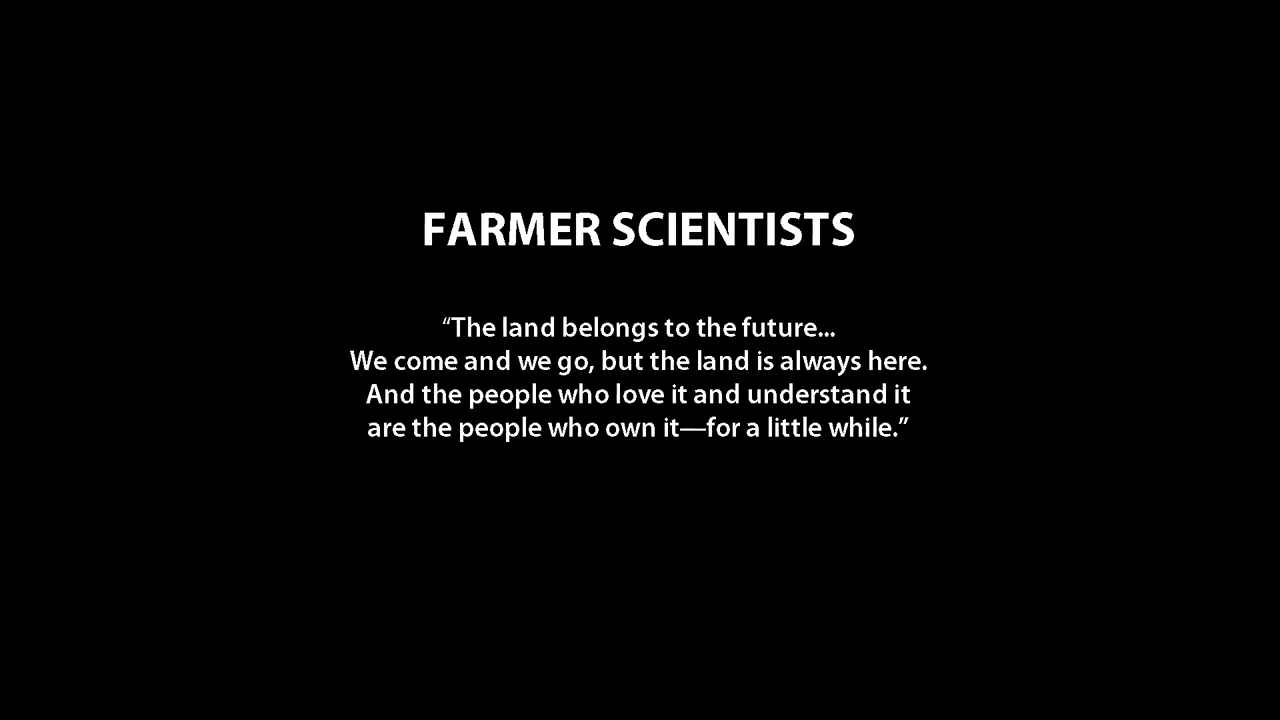 FARMER SCIENTISTS
“The land belongs to the future...
We come and we go, but the land is always here.
And the people who love it and understand it
are the people who own it—for a little while.”